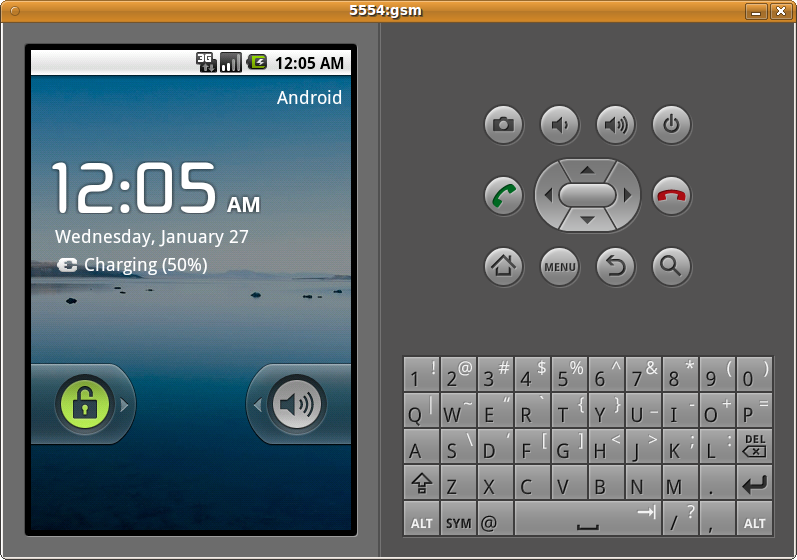 5554:gsm
3G
12:05 AM
Android
12:05 AM
Wednesday, January 27
Charging (50%)
MENU
1 ! 2 @ 3 # 4 $ 5 % 6 ^ 7 & 8 * 9 ( 0 )
Q | W ~ E “ R ` T { Y } U _ I - O + P =
A S \ D ‘ F [ G ] H < J > K ; L : DEL
Z X C V B N M .
ALT SYM @ / ? , ALT